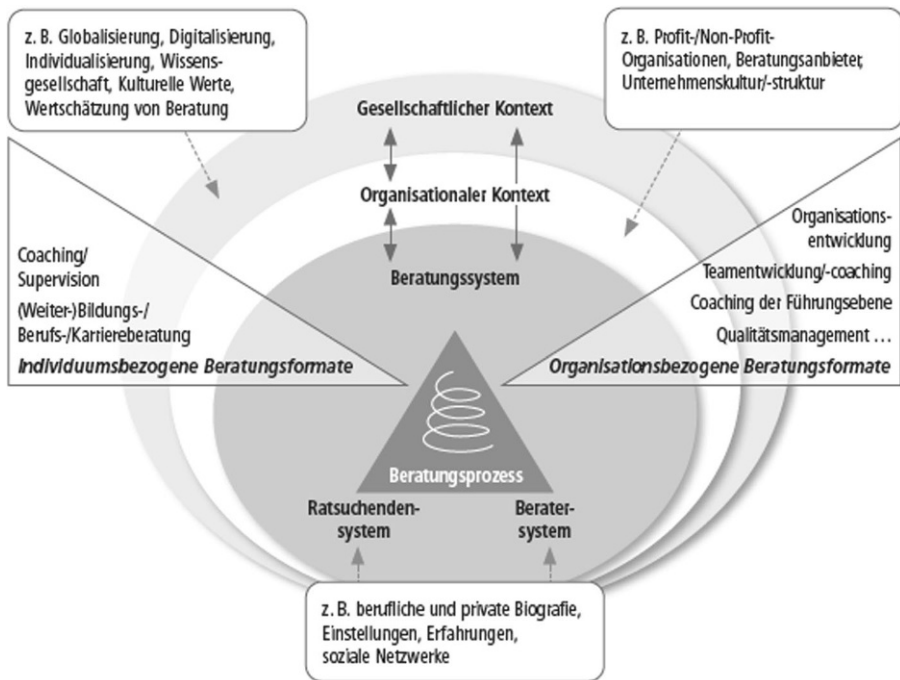 z. B. Globalisierung, Digitalisierung,
Individualisierung, Wissens-
gesellschaft, Kulturelle Werte,
Wertschätzung von Beratung
z. B. Profit-/Non-Profit-
Organisationen, Beratungsanbieter,
Unternehmenskultur/-struktur
Gesellschaftlicher Kontext
Organisationaler Kontext
Beratungssystem
Coaching/
Supervision
(Weiter-)Bildungs-/
Berufs-/Karriereberatung
Individuumsbezogene Beratungsformate
Organisations-
entwicklung
Teamentwicklung/-coaching
Coaching der Führungsebene
Qualitätsmanagement ...
Organisationsbezogene Beratungsformate
Beratungsprozess
Ratsuchenden-
system
Berater-
system
z. B. berufliche und private Biografie,
Einstellungen, Erfahrungen,
soziale Netzwerke